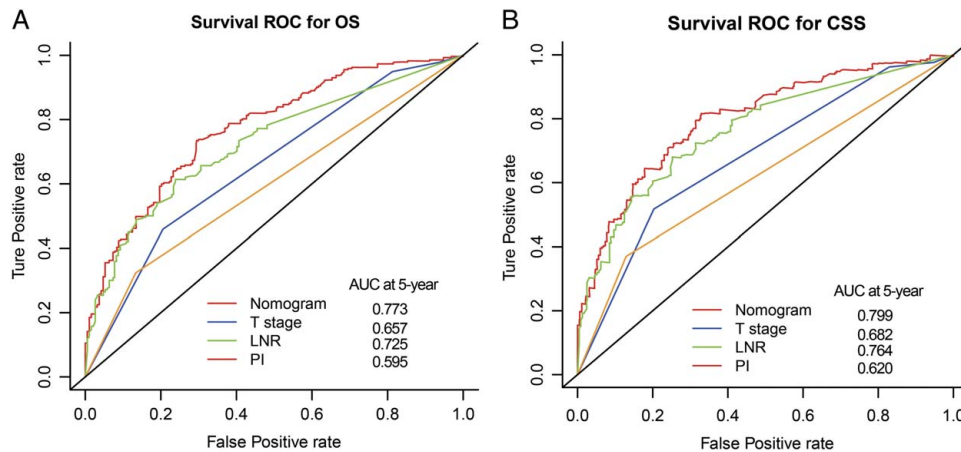 A
Survival ROC for OS
Ture Positive rate
1.0
0.8
0.6
0.4
0.2
0.0
AUC at 5-year
Nomogram 0.773
T stage 0.657
LNR 0.725
PI 0.595
0.0 0.2 0.4 0.6 0.8 1.0
False Positive rate
B
Survival ROC for CSS
Ture Positive rate
1.0
0.8
0.6
0.4
0.2
0.0
AUC at 5-year
Nomogram 0.799
T stage 0.682
LNR 0.764
PI 0.620
0.0 0.2 0.4 0.6 0.8 1.0
False Positive rate